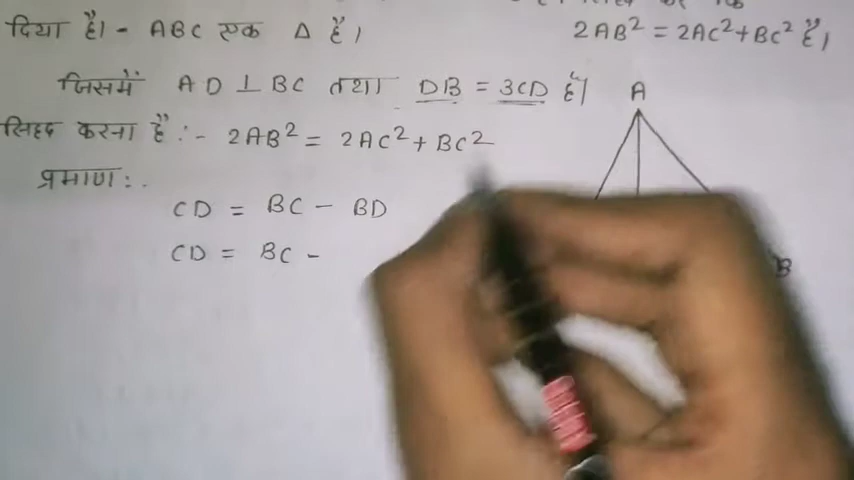 2AB² = 2AC² + BC² है।
दिया है। - ABC एक Δ है।
जिसमें AD ⊥ BC तथा DB = 3CD है।
A
सिद्ध करना है :- 2AB² = 2AC² + BC²
प्रमाण :.
CD = BC - BD
CD = BC -
B